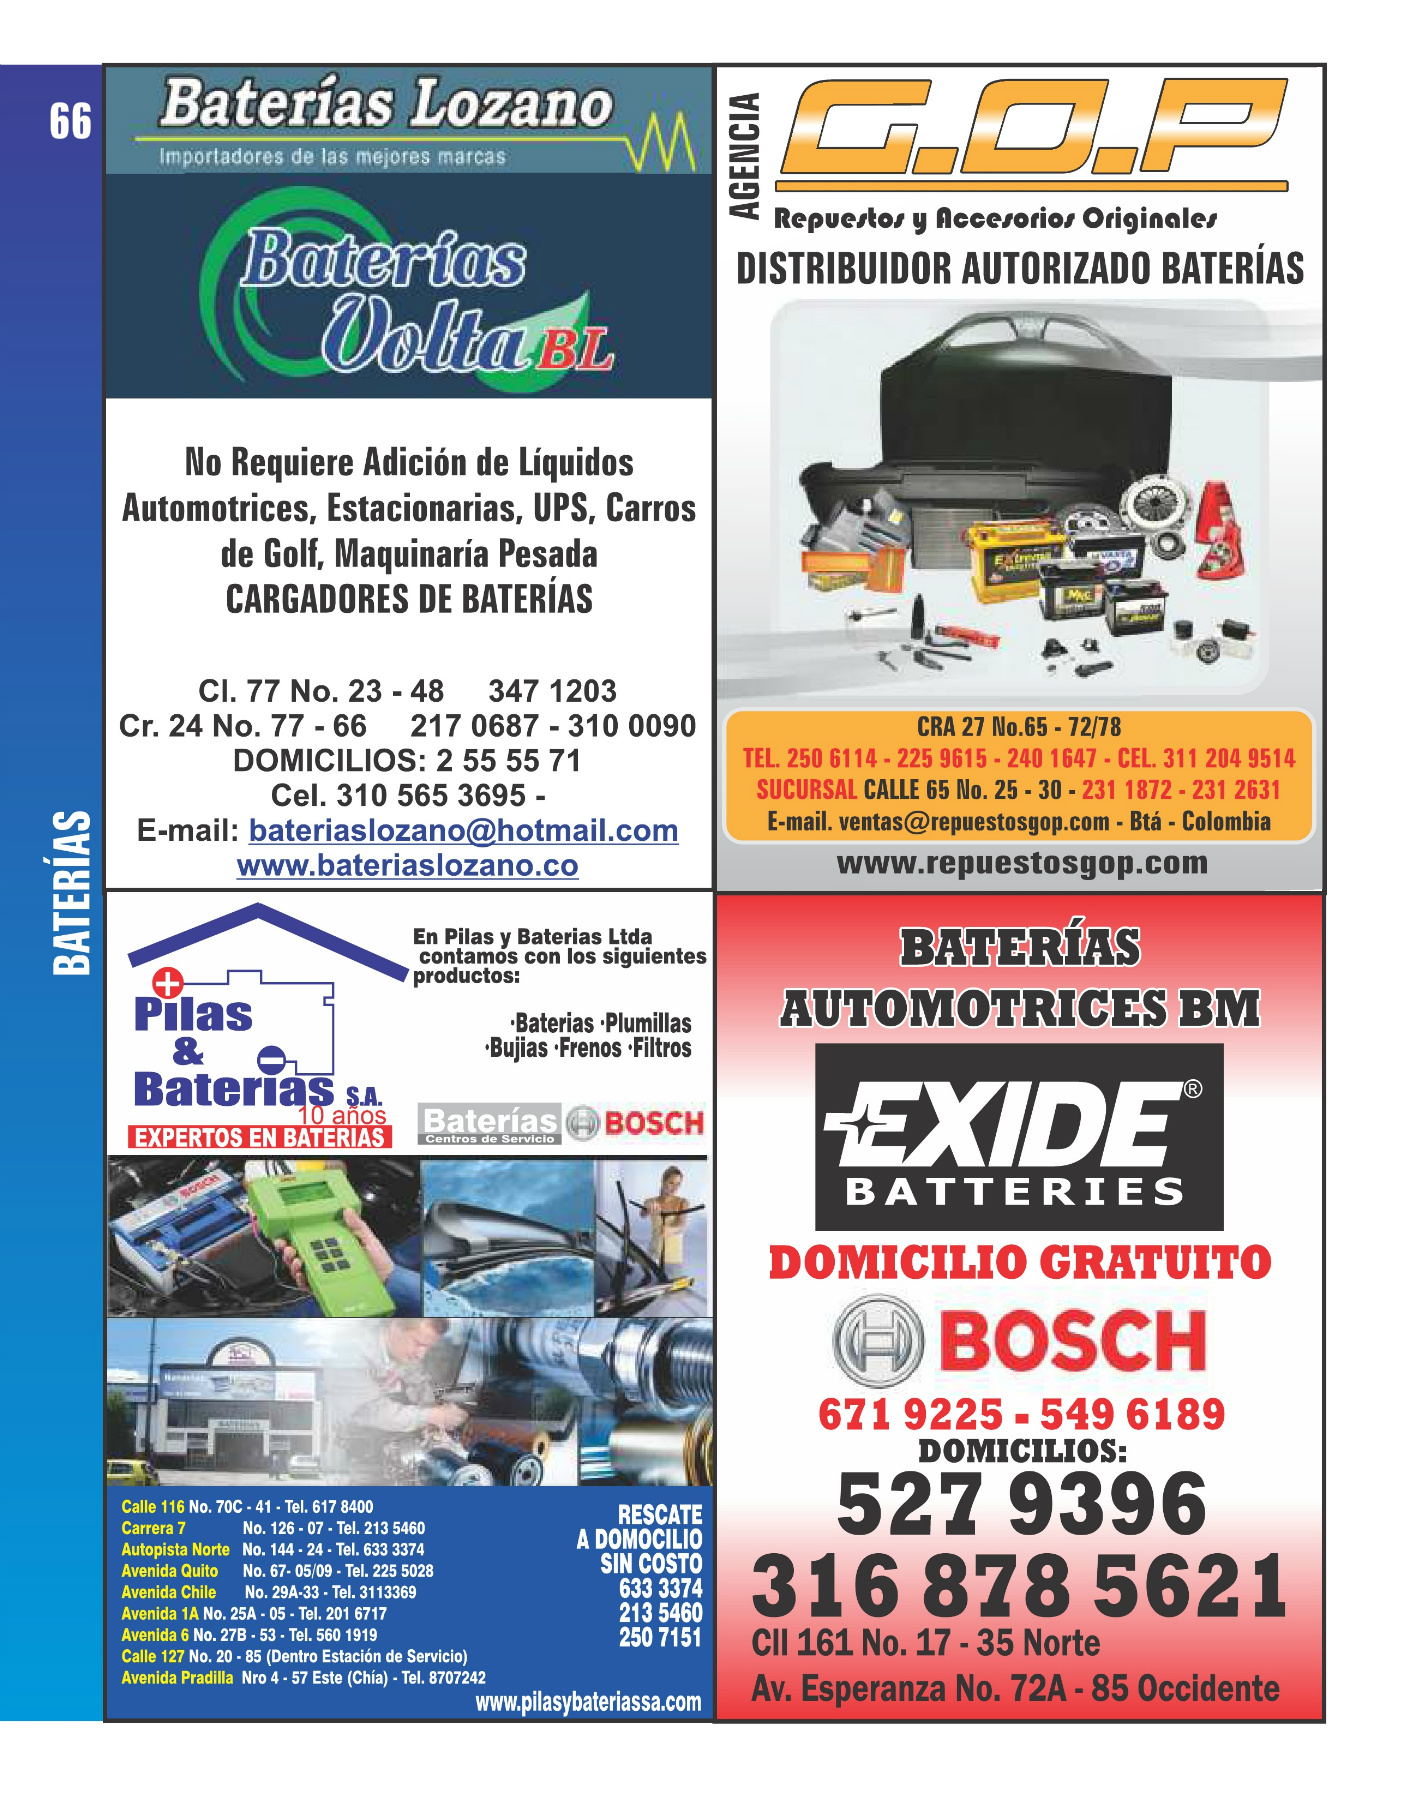 66
BATERÍAS
Baterías Lozano
Importadores de las mejores marcas
Baterías
Volta BL
No Requiere Adición de Líquidos
Automotrices, Estacionarias, UPS, Carros
de Golf, Maquinaría Pesada
CARGADORES DE BATERÍAS
Cl. 77 No. 23 - 48 347 1203
Cr. 24 No. 77 - 66 217 0687 - 310 0090
DOMICILIOS: 2 55 55 71
Cel. 310 565 3695 -
E-mail: bateriaslozano@hotmail.com
www.bateriaslozano.co
AGENCIA
G.O.P
Repuestos y Accesorios Originales
DISTRIBUIDOR AUTORIZADO BATERÍAS
Extreme
VARTA
MAC
CRA 27 No.65 - 72/78
TEL. 250 6114 - 225 9615 - 240 1647 - CEL. 311 204 9514
SUCURSAL CALLE 65 No. 25 - 30 - 231 1872 - 231 2631
E-mail. ventas@repuestosgop.com - Btá - Colombia
www.repuestosgop.com
Pilas
&
Baterías S.A.
10 años
EXPERTOS EN BATERIAS
En Pilas y Baterias Ltda
contamos con los siguientes
productos:
·Baterias ·Plumillas
·Bujias ·Frenos ·Filtros
Baterías
Centros de Servicio
BOSCH
BOSCH
BATERIAS
Calle 116 No. 70C - 41 - Tel. 617 8400
Carrera 7 No. 126 - 07 - Tel. 213 5460
Autopista Norte No. 144 - 24 - Tel. 633 3374
Avenida Quito No. 67- 05/09 - Tel. 225 5028
Avenida Chile No. 29A-33 - Tel. 3113369
Avenida 1A No. 25A - 05 - Tel. 201 6717
Avenida 6 No. 27B - 53 - Tel. 560 1919
Calle 127 No. 20 - 85 (Dentro Estación de Servicio)
Avenida Pradilla Nro 4 - 57 Este (Chía) - Tel. 8707242
RESCATE
A DOMOCILIO
SIN COSTO
633 3374
213 5460
250 7151
www.pilasybateriassa.com
BATERÍAS
AUTOMOTRICES BM
EXIDE®
BATTERIES
DOMICILIO GRATUITO
BOSCH
671 9225 - 549 6189
DOMICILIOS:
527 9396
316 878 5621
Cll 161 No. 17 - 35 Norte
Av. Esperanza No. 72A - 85 Occidente